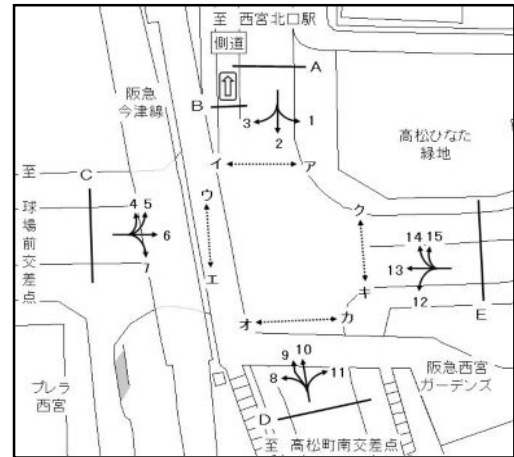 至 西宮北口駅
側道
A
阪急
今津線
B
3
1
2
高松ひなた
緑地
イ
ア
至
C
ウ
ク
球
場
前
交
差
点
4 5
6
7
14 15
13
12
エ
キ
E
オ
カ
9 10
8
11
プレラ
西宮
阪急西宮
ガーデンズ
D
至 高松町南交差点